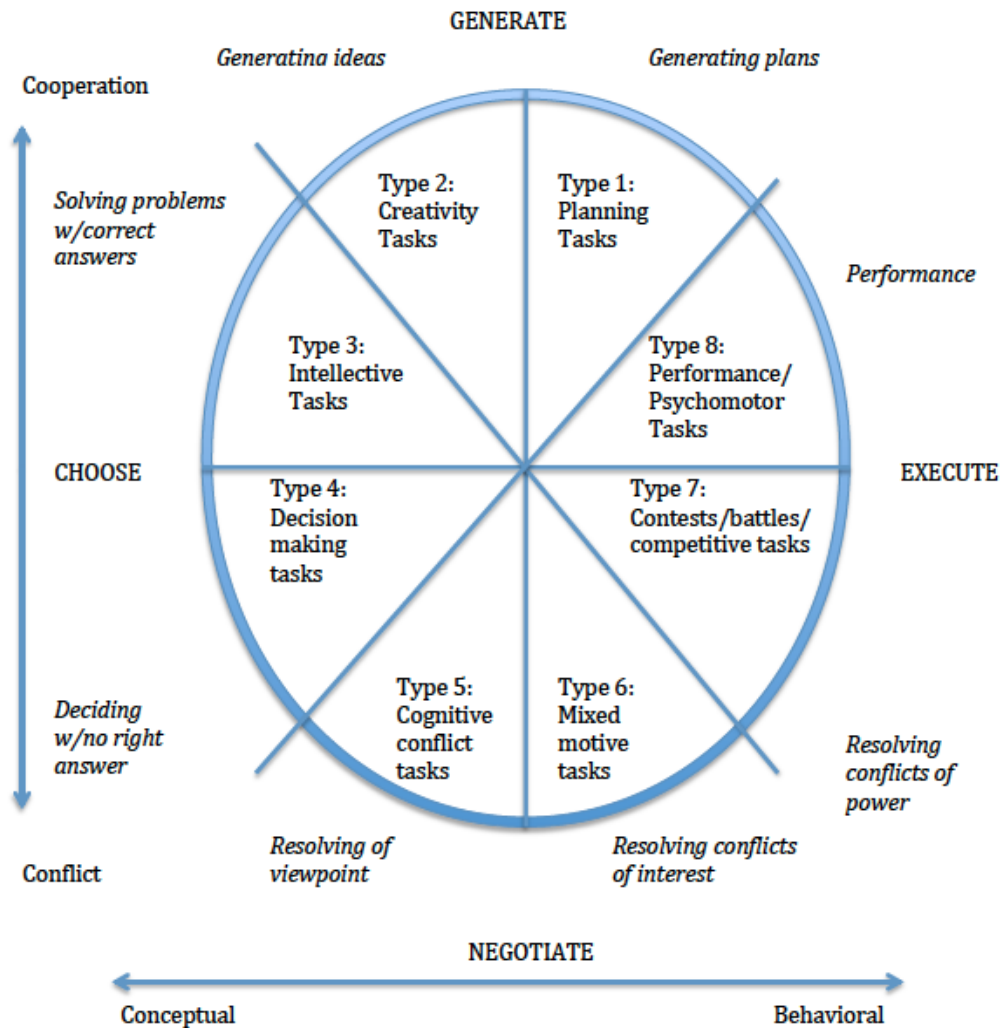 GENERATE
Generatina ideas
Generating plans
Cooperation
Type 2:
Creativity
Tasks
Type 1:
Planning
Tasks
Solving problems
w/correct
answers
Performance
Type 3:
Intellective
Tasks
Type 8:
Performance/
Psychomotor
Tasks
CHOOSE
EXECUTE
Type 4:
Decision
making
tasks
Type 7:
Contests/battles/
competitive tasks
Type 5:
Cognitive
conflict
tasks
Type 6:
Mixed
motive tasks
Deciding
w/no right
answer
Resolving
conflicts of
power
Resolving of
viewpoint
Resolving conflicts
of interest
Conflict
NEGOTIATE
Conceptual
Behavioral